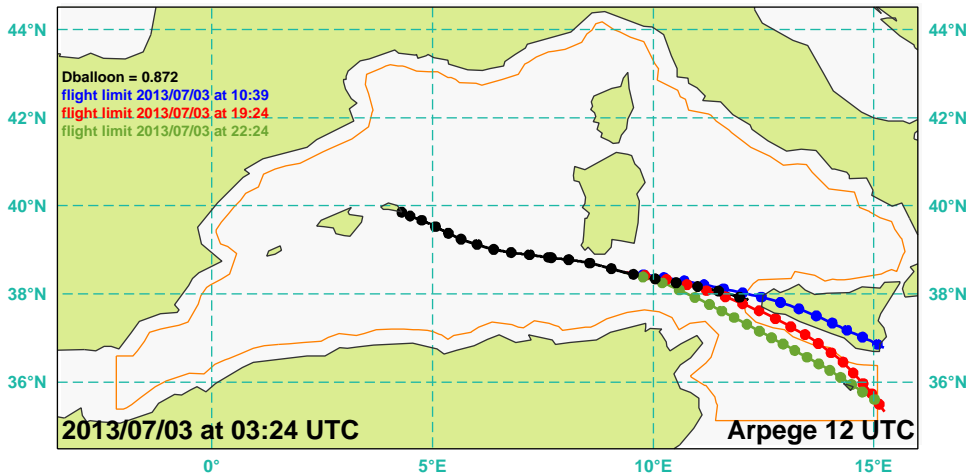 44°N 44°N
Dballoon = 0.872
flight limit 2013/07/03 at 10:39
flight limit 2013/07/03 at 19:24
flight limit 2013/07/03 at 22:24
42°N 42°N
40°N 40°N
38°N 38°N
36°N 36°N
2013/07/03 at 03:24 UTC Arpege 12 UTC
0° 5°E 10°E 15°E